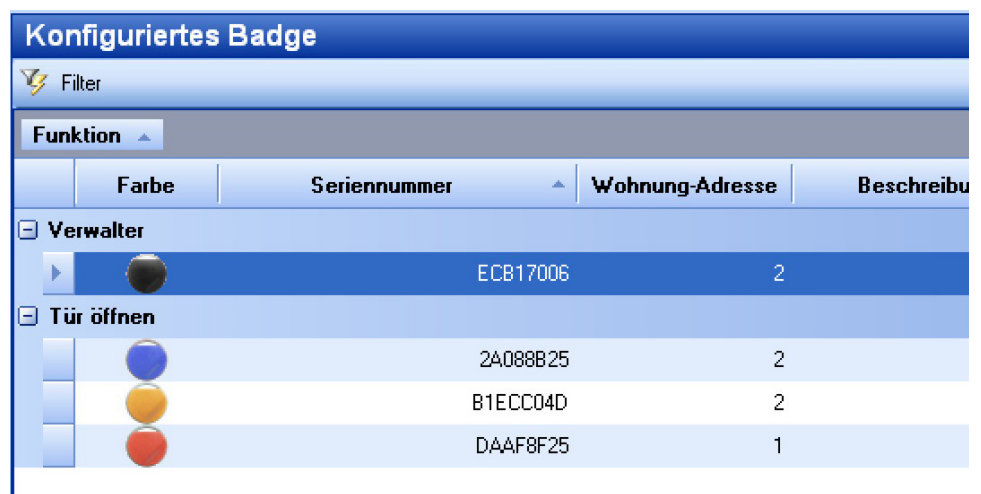 Konfiguriertes Badge
Filter
Funktion
Farbe Seriennummer Wohnung-Adresse Beschreibu
Verwalter
ECB17006 2
Tür öffnen
2A088B25 2
B1ECC04D 2
DAAF8F25 1